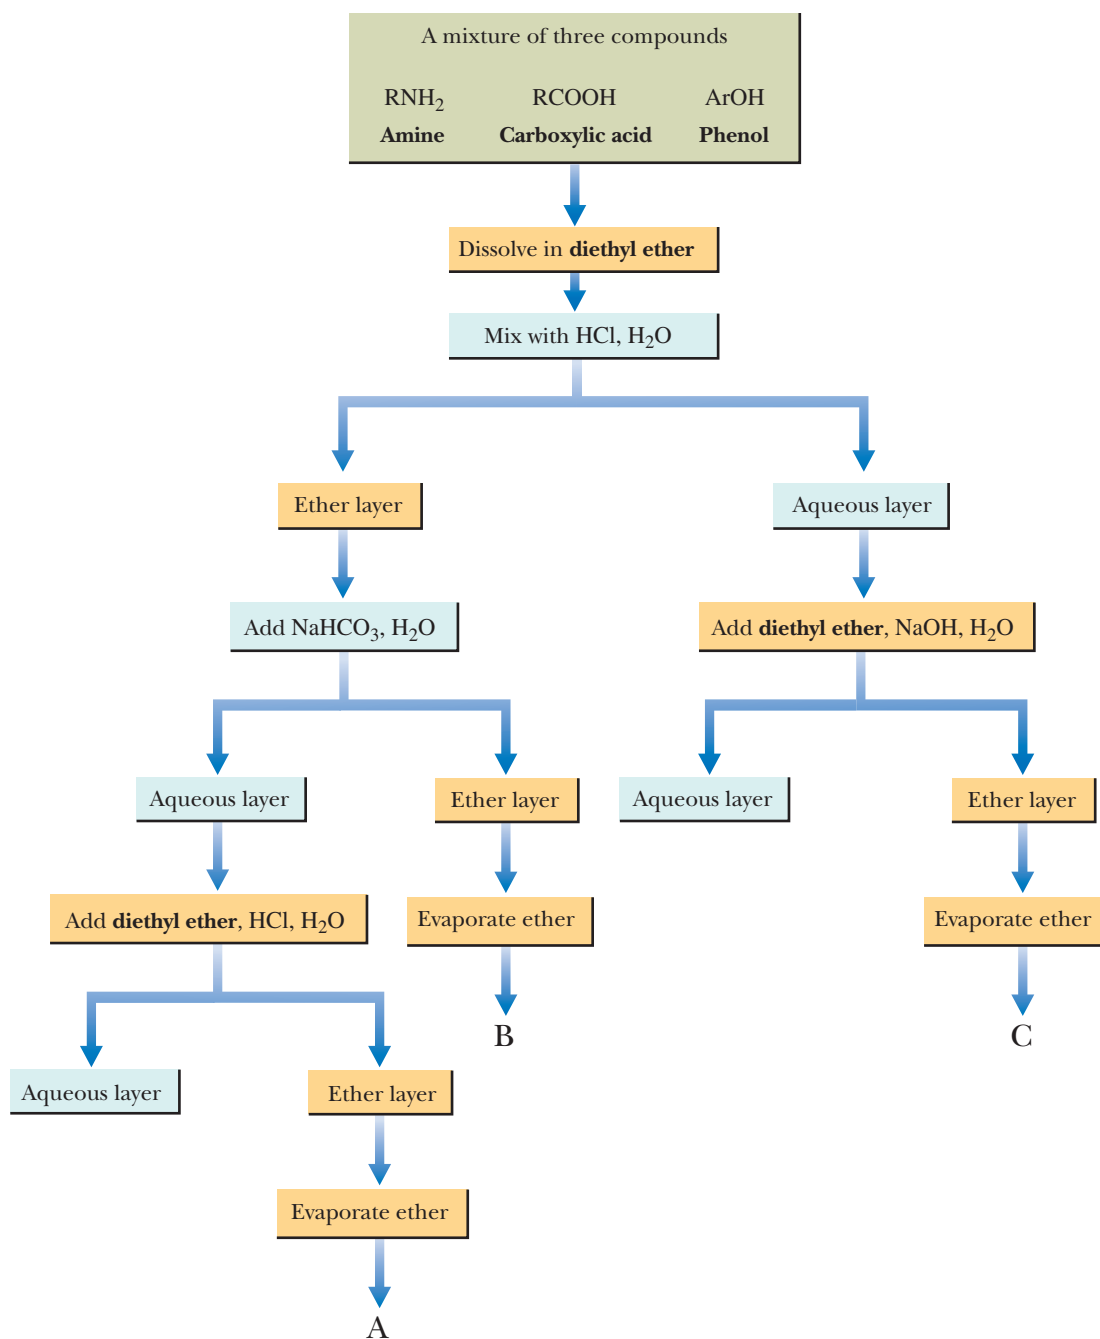 A mixture of three compounds
RNH₂ RCOOH ArOH
Amine Carboxylic acid Phenol
Dissolve in diethyl ether
Mix with HCl, H₂O
Ether layer
Aqueous layer
Add NaHCO₃, H₂O
Add diethyl ether, NaOH, H₂O
Aqueous layer
Ether layer
Aqueous layer
Ether layer
Add diethyl ether, HCl, H₂O
Evaporate ether
Evaporate ether
B
C
Aqueous layer
Ether layer
Evaporate ether
A